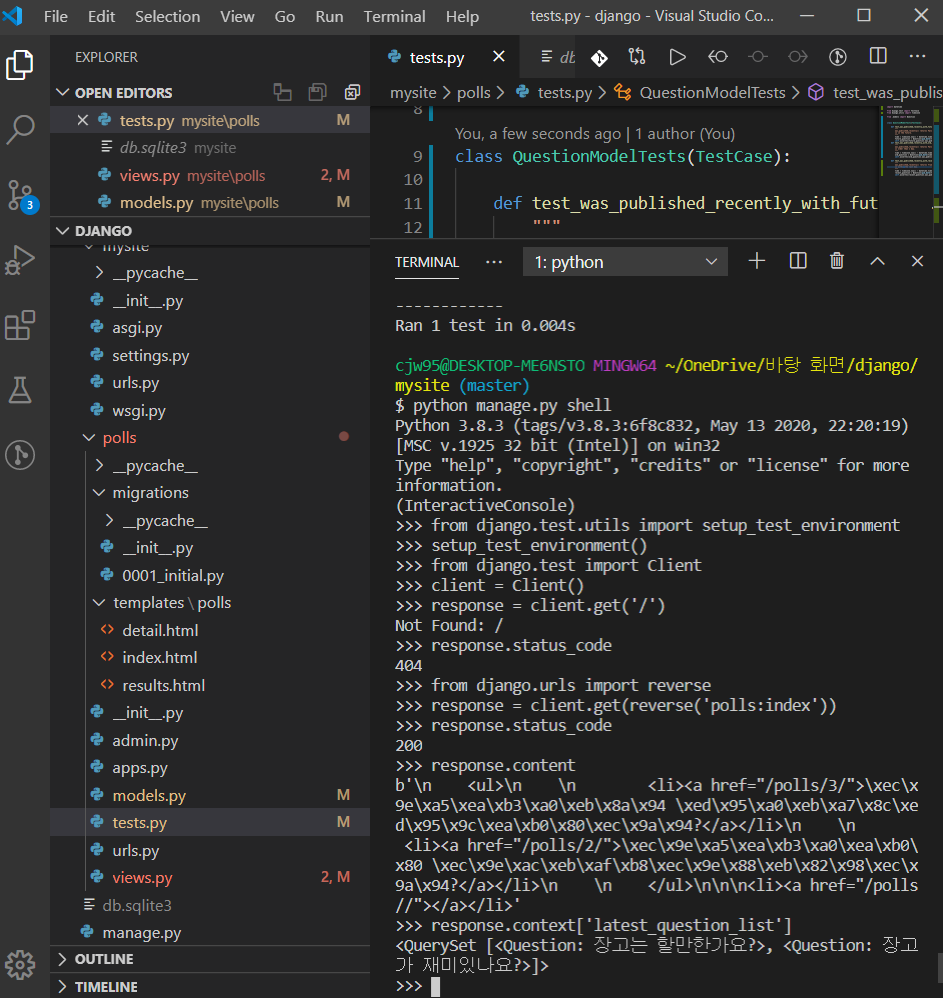 File Edit Selection View Go Run Terminal Help tests.py - django - Visual Studio Co...
EXPLORER
OPEN EDITORS
tests.py mysite\polls M
db.sqlite3 mysite
views.py mysite\polls 2, M
models.py mysite\polls M
3
DJANGO
mysite
__pycache__
__init__.py
asgi.py
settings.py
urls.py
wsgi.py
polls
__pycache__
migrations
__pycache__
__init__.py
0001_initial.py
templates \ polls
detail.html
index.html
results.html
__init__.py
admin.py
apps.py
models.py M
tests.py M
urls.py
views.py 2, M
db.sqlite3
manage.py
OUTLINE
TIMELINE
tests.py db
mysite > polls > tests.py > QuestionModelTests > test_was_publis
8
You, a few seconds ago | 1 author (You)
9 class QuestionModelTests(TestCase):
10
11 def test_was_published_recently_with_fut
12 """
TERMINAL ... 1: python
------------
Ran 1 test in 0.004s
cjw95@DESKTOP-ME6NSTO MINGW64 ~/OneDrive/바탕 화면/django/
mysite (master)
$ python manage.py shell
Python 3.8.3 (tags/v3.8.3:6f8c832, May 13 2020, 22:20:19)
[MSC v.1925 32 bit (Intel)] on win32
Type "help", "copyright", "credits" or "license" for more
information.
(InteractiveConsole)
>>> from django.test.utils import setup_test_environment
>>> setup_test_environment()
>>> from django.test import Client
>>> client = Client()
>>> response = client.get('/')
Not Found: /
>>> response.status_code
404
>>> from django.urls import reverse
>>> response = client.get(reverse('polls:index'))
>>> response.status_code
200
>>> response.content
b'\n    <ul>\n    \n        <li><a href="/polls/3/">\xec\x
9e\xa5\xea\xb3\xa0\xeb\x8a\x94 \xed\x95\xa0\xeb\xa7\x8c\xe
d\x95\x9c\xea\xb0\x80\xec\x9a\x94?</a></li>\n    \n
<li><a href="/polls/2/">\xec\x9e\xa5\xea\xb3\xa0\xea\xb0\
x80 \xec\x9e\xac\xeb\xaf\xb8\xec\x9e\x88\xeb\x82\x98\xec\x
9a\x94?</a></li>\n    \n    </ul>\n\n\n<li><a href="/polls
//"></a></li>'
>>> response.context['latest_question_list']
<QuerySet [<Question: 장고는 할만한가요?>, <Question: 장고
가 재미있나요?>]>
>>>